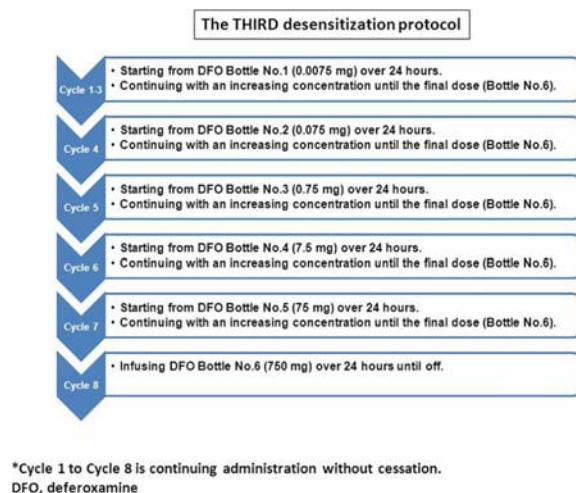 The THIRD desensitization protocol
Cycle 1-3
• Starting from DFO Bottle No.1 (0.0075 mg) over 24 hours.
• Continuing with an increasing concentration until the final dose (Bottle No.6).
Cycle 4
• Starting from DFO Bottle No.2 (0.075 mg) over 24 hours.
• Continuing with an increasing concentration until the final dose (Bottle No.6).
Cycle 5
• Starting from DFO Bottle No.3 (0.75 mg) over 24 hours.
• Continuing with an increasing concentration until the final dose (Bottle No.6).
Cycle 6
• Starting from DFO Bottle No.4 (7.5 mg) over 24 hours.
• Continuing with an increasing concentration until the final dose (Bottle No.6).
Cycle 7
• Starting from DFO Bottle No.5 (75 mg) over 24 hours.
• Continuing with an increasing concentration until the final dose (Bottle No.6).
Cycle 8
• Infusing DFO Bottle No.6 (750 mg) over 24 hours until off.
*Cycle 1 to Cycle 8 is continuing administration without cessation.
DFO, deferoxamine